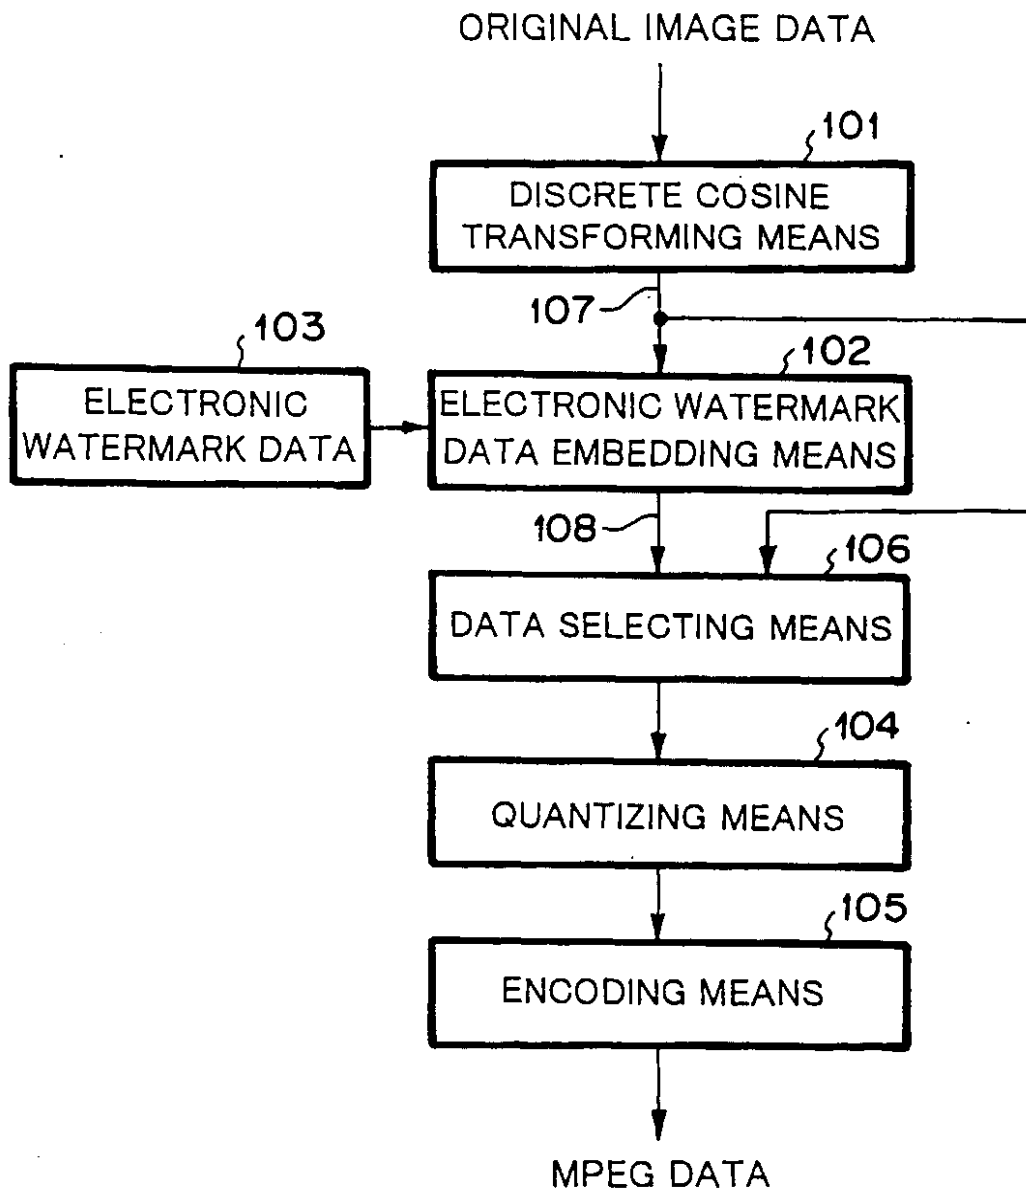 ORIGINAL IMAGE DATA
101
DISCRETE COSINE
TRANSFORMING MEANS
107
103
102
ELECTRONIC
WATERMARK DATA
ELECTRONIC WATERMARK
DATA EMBEDDING MEANS
108
106
DATA SELECTING MEANS
104
QUANTIZING MEANS
105
ENCODING MEANS
MPEG DATA